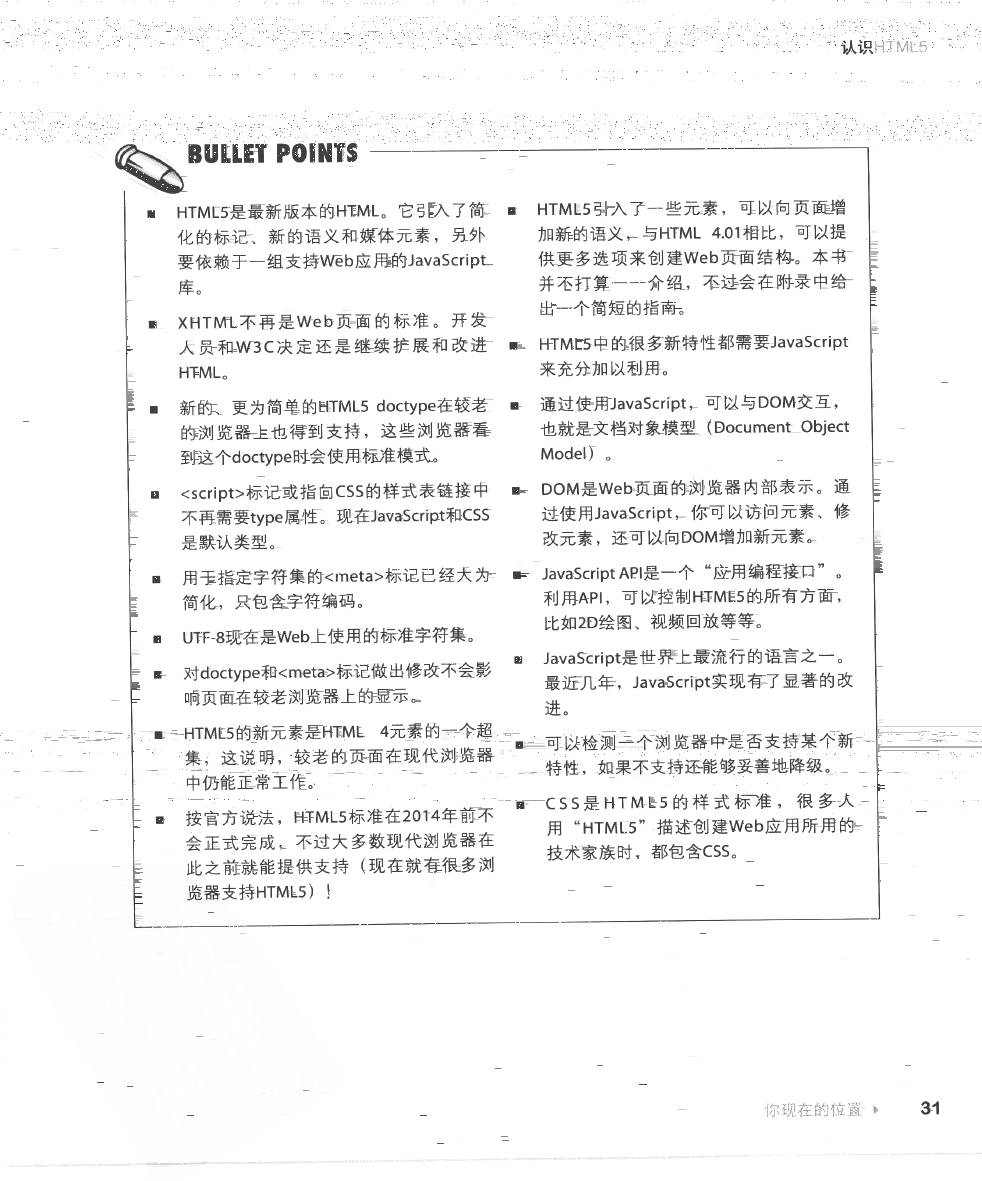 认识HTML5
BULLET POINTS
■ HTML5是最新版本的HTML。它引入了简
化的标记、新的语义和媒体元素，另外
要依赖于一组支持Web应用的JavaScript
库。
■ XHTML不再是Web页面的标准。开发
人员和W3C决定还是继续扩展和改进
HTML。
■ 新的、更为简单的HTML5 doctype在较老
的浏览器上也得到支持，这些浏览器看
到这个doctype时会使用标准模式。
■ <script>标记或指向CSS的样式表链接中
不再需要type属性。现在JavaScript和CSS
是默认类型。
■ 用于指定字符集的<meta>标记已经大为
简化，只包含字符编码。
■ UTF-8现在是Web上使用的标准字符集。
■ 对doctype和<meta>标记做出修改不会影
响页面在较老浏览器上的显示。
■ HTML5的新元素是HTML 4元素的一个超
集，这说明，较老的页面在现代浏览器
中仍能正常工作。
■ 按官方说法，HTML5标准在2014年前不
会正式完成，不过大多数现代浏览器在
此之前就能提供支持（现在就有很多浏
览器支持HTML5）！
■ HTML5引入了一些元素，可以向页面增
加新的语义，与HTML 4.01相比，可以提
供更多选项来创建Web页面结构。本书
并不打算一一介绍，不过会在附录中给
出一个简短的指南。
■ HTML5中的很多新特性都需要JavaScript
来充分加以利用。
■ 通过使用JavaScript，可以与DOM交互，
也就是文档对象模型（Document Object
Model）。
■ DOM是Web页面的浏览器内部表示。通
过使用JavaScript，你可以访问元素、修
改元素，还可以向DOM增加新元素。
■ JavaScript API是一个“应用编程接口”。
利用API，可以控制HTML5的所有方面，
比如2D绘图、视频回放等等。
■ JavaScript是世界上最流行的语言之一。
最近几年，JavaScript实现有了显著的改
进。
■ 可以检测一个浏览器中是否支持某个新
特性，如果不支持还能够妥善地降级。
■ CSS是HTML5的样式标准，很多人
用“HTML5”描述创建Web应用所用的
技术家族时，都包含CSS。
你现在的位置 ▸ 31